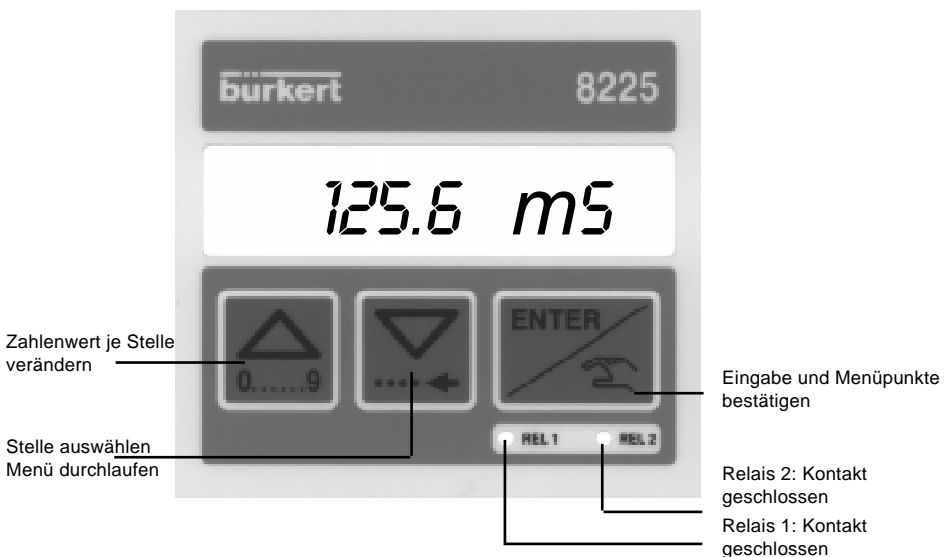 bürkert 8225
125.6 mS
ENTER
0......9
REL 1 REL 2
Zahlenwert je Stelle
verändern
Stelle auswählen
Menü durchlaufen
Eingabe und Menüpunkte
bestätigen
Relais 2: Kontakt
geschlossen
Relais 1: Kontakt
geschlossen